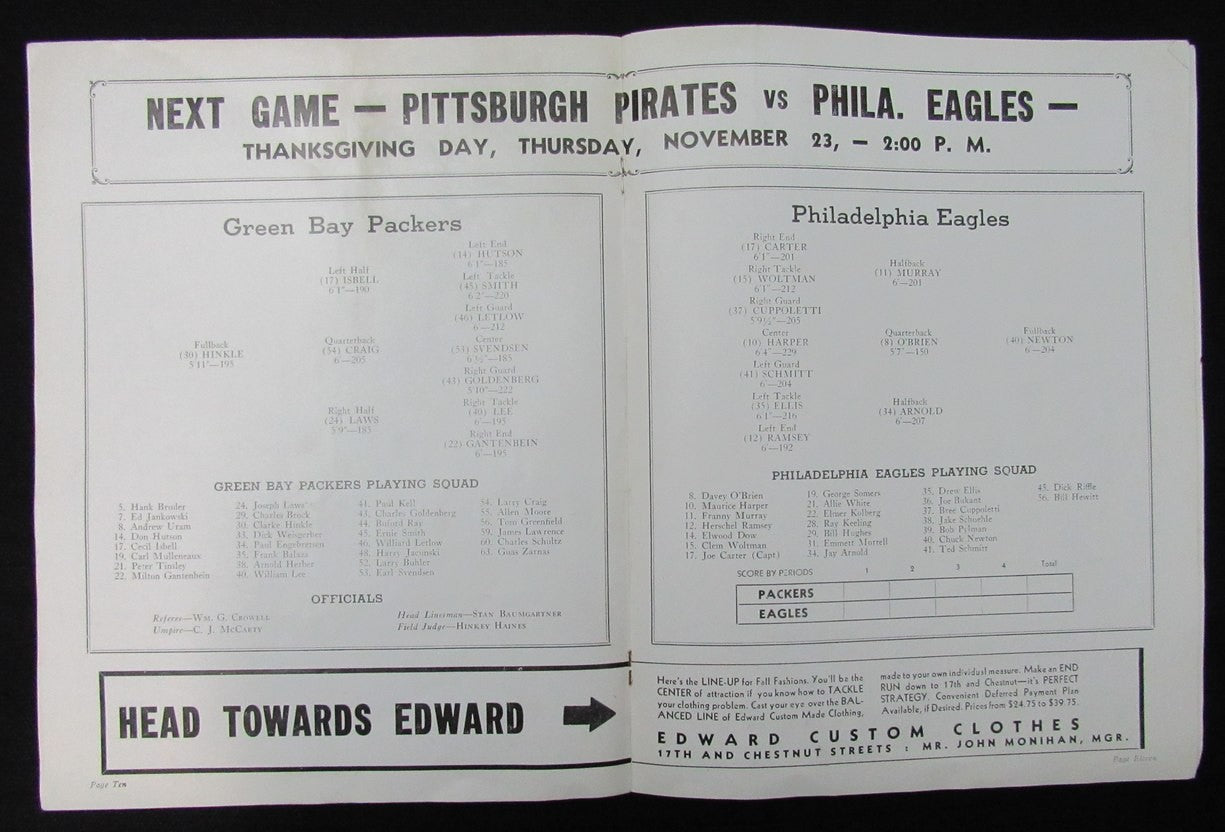 NEXT GAME — PITTSBURGH PIRATES vs PHILA. EAGLES —
THANKSGIVING DAY, THURSDAY, NOVEMBER 23, — 2:00 P. M.
Green Bay Packers
Left End
(14) HUTSON
6'1"—185
Left Half
(17) ISBELL
6'1"—190
Left Tackle
(45) SMITH
6'2"—220
Left Guard
(46) LETLOW
6'—212
Fullback
(30) HINKLE
5'11"—195
Quarterback
(54) CRAIG
6'—205
Center
(53) SVENDSEN
6'½"—185
Right Guard
(43) GOLDENBERG
5'10"—222
Right Half
(24) LAWS
5'9"—185
Right Tackle
(40) LEE
6'—195
Right End
(22) GANTENBEIN
6'—195
GREEN BAY PACKERS PLAYING SQUAD
5. Hank Bruder
7. Ed Jankowski
8. Andrew Uram
14. Don Hutson
17. Cecil Isbell
19. Carl Mulleneaux
21. Peter Tinsley
22. Milton Gantenbein
24. Joseph Laws
29. Charles Brock
30. Clarke Hinkle
33. Dick Weisgerber
34. Paul Engebretsen
35. Frank Balasz
38. Arnold Herber
40. William Lee
41. Paul Kell
43. Charles Goldenberg
44. Buford Ray
45. Ernie Smith
46. Williard Letlow
48. Harry Jacunski
52. Larry Buhler
53. Earl Svendsen
54. Larry Craig
55. Allen Moore
56. Tom Greenfield
59. James Lawrence
60. Charles Schultz
63. Guss Zarnas
OFFICIALS
Referee—WM. G. CROWELL
Umpire—C. J. MCCARTY
Head Linesman—STAN BAUMGARTNER
Field Judge—HINKEY HAINES
Philadelphia Eagles
Right End
(17) CARTER
6'1"—201
Right Tackle
(15) WOLTMAN
6'1"—212
Halfback
(11) MURRAY
6'—201
Right Guard
(37) CUPPOLETTI
5'9½"—205
Center
(10) HARPER
6'4"—229
Quarterback
(8) O'BRIEN
5'7"—150
Fullback
(40) NEWTON
6'—204
Left Guard
(41) SCHMITT
6'—204
Left Tackle
(35) ELLIS
6'1"—216
Halfback
(34) ARNOLD
6'—207
Left End
(12) RAMSEY
6'—192
PHILADELPHIA EAGLES PLAYING SQUAD
8. Davey O'Brien
10. Maurice Harper
11. Franny Murray
12. Herschel Ramsey
14. Elwood Dow
15. Clem Woltman
17. Joe Carter (Capt)
19. George Somers
21. Allie White
22. Elmer Kolberg
28. Ray Keeling
29. Bill Hughes
31. Emmett Mortell
34. Jay Arnold
35. Drew Ellis
36. Joe Bukant
37. Bree Cuppoletti
38. Jake Schuehle
39. Bob Pylman
40. Chuck Newton
41. Ted Schmitt
45. Dick Riffle
56. Bill Hewitt
SCORE BY PERIODS 1 2 3 4 Total
PACKERS
EAGLES
HEAD TOWARDS EDWARD
Here's the LINE-UP for Fall Fashions. You'll be the
CENTER of attraction if you know how to TACKLE
your clothing problem. Cast your eye over the BAL-
ANCED LINE of Edward Custom Made Clothing,
made to your own individual measure. Make an END
RUN down to 17th and Chestnut—it's PERFECT
STRATEGY. Convenient Deferred Payment Plan
Available, if Desired. Prices from $24.75 to $39.75.
EDWARD CUSTOM CLOTHES
17TH AND CHESTNUT STREETS : MR. JOHN MONIHAN, MGR.
Page Ten
Page Eleven